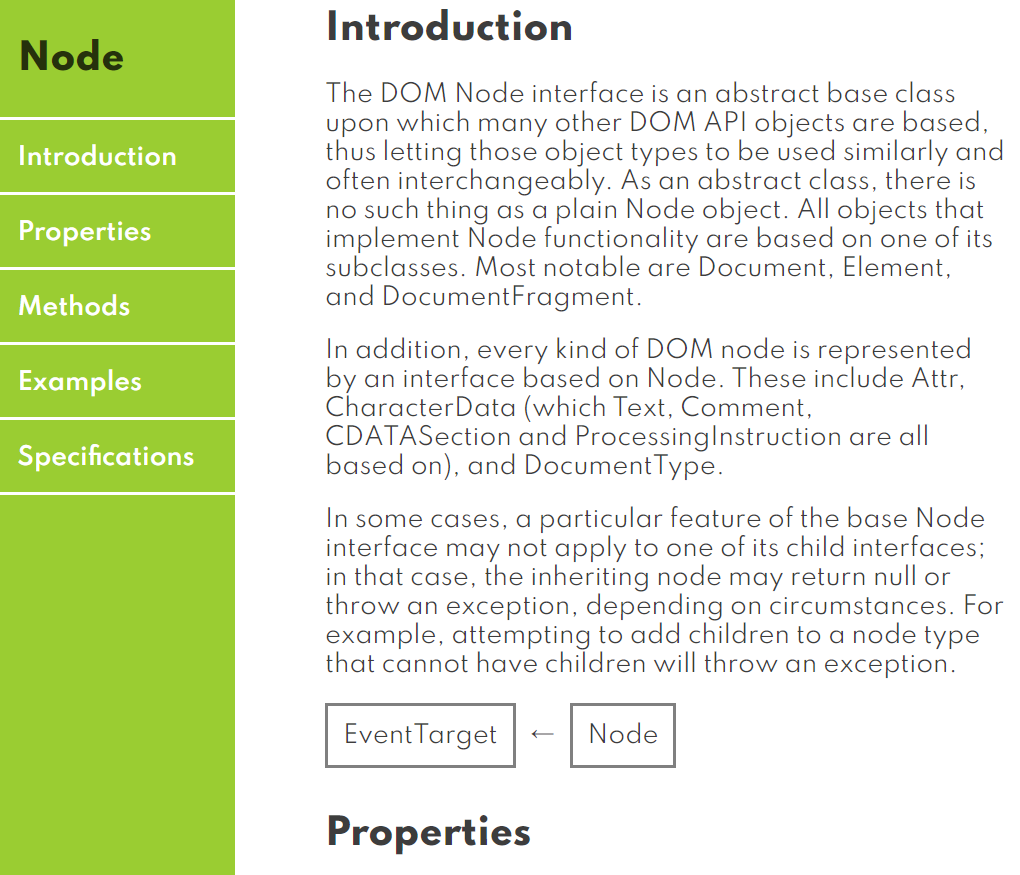 Node
Introduction
Properties
Methods
Examples
Specifications
Introduction
The DOM Node interface is an abstract base class
upon which many other DOM API objects are based,
thus letting those object types to be used similarly and
often interchangeably. As an abstract class, there is
no such thing as a plain Node object. All objects that
implement Node functionality are based on one of its
subclasses. Most notable are Document, Element,
and DocumentFragment.
In addition, every kind of DOM node is represented
by an interface based on Node. These include Attr,
CharacterData (which Text, Comment,
CDATASection and ProcessingInstruction are all
based on), and DocumentType.
In some cases, a particular feature of the base Node
interface may not apply to one of its child interfaces;
in that case, the inheriting node may return null or
throw an exception, depending on circumstances. For
example, attempting to add children to a node type
that cannot have children will throw an exception.
EventTarget ← Node
Properties